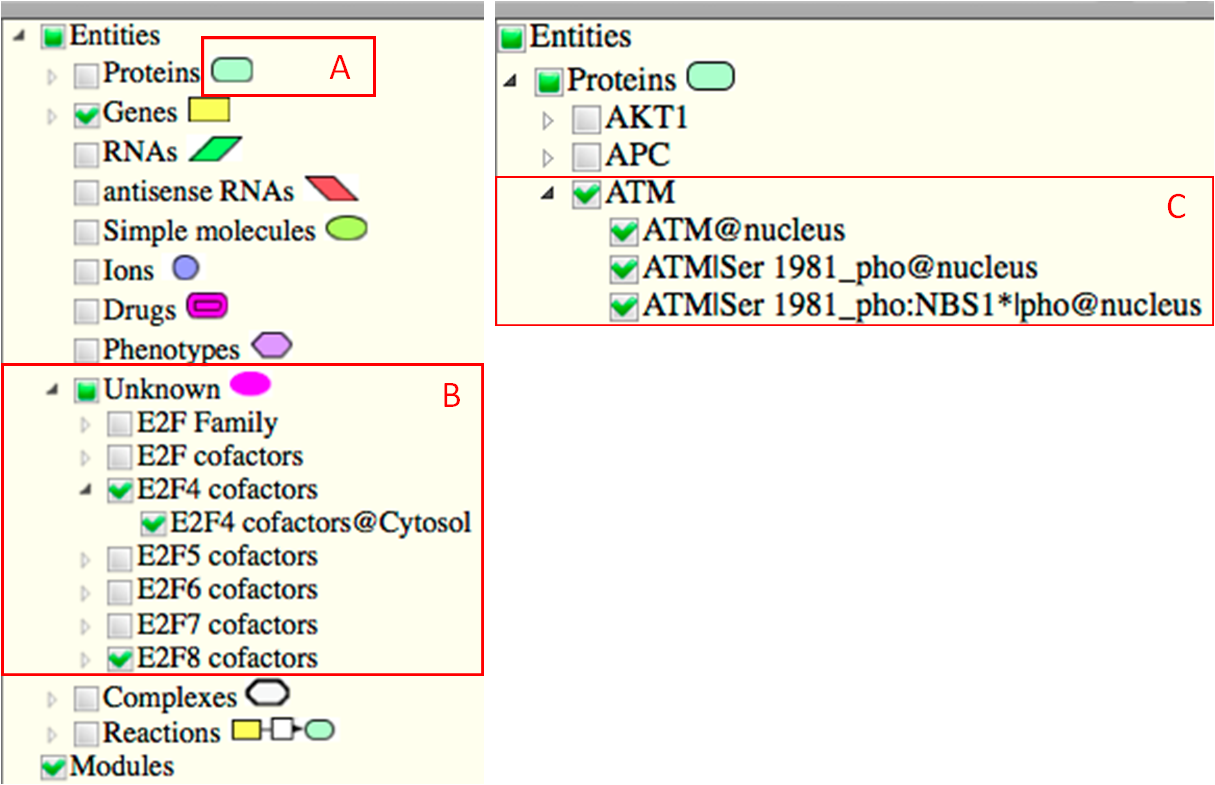 Entities
Proteins A
Genes
RNAs
antisense RNAs
Simple molecules
Ions
Drugs
Phenotypes
Unknown B
E2F Family
E2F cofactors
E2F4 cofactors
E2F4 cofactors@Cytosol
E2F5 cofactors
E2F6 cofactors
E2F7 cofactors
E2F8 cofactors
Complexes
Reactions
Modules
Entities
Proteins
AKT1
APC
ATM C
ATM@nucleus
ATM|Ser 1981_pho@nucleus
ATM|Ser 1981_pho:NBS1*|pho@nucleus